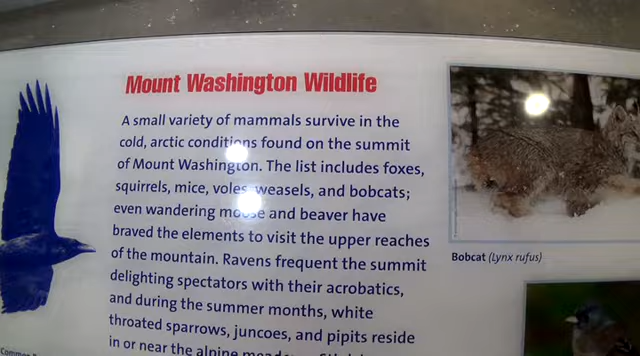 Mount Washington Wildlife
A small variety of mammals survive in the
cold, arctic conditions found on the summit
of Mount Washington. The list includes foxes,
squirrels, mice, voles, weasels, and bobcats;
even wandering moose and beaver have
braved the elements to visit the upper reaches
of the mountain. Ravens frequent the summit
delighting spectators with their acrobatics,
and during the summer months, white
throated sparrows, juncoes, and pipits reside
in or near the alpine
Bobcat (Lynx rufus)
Common